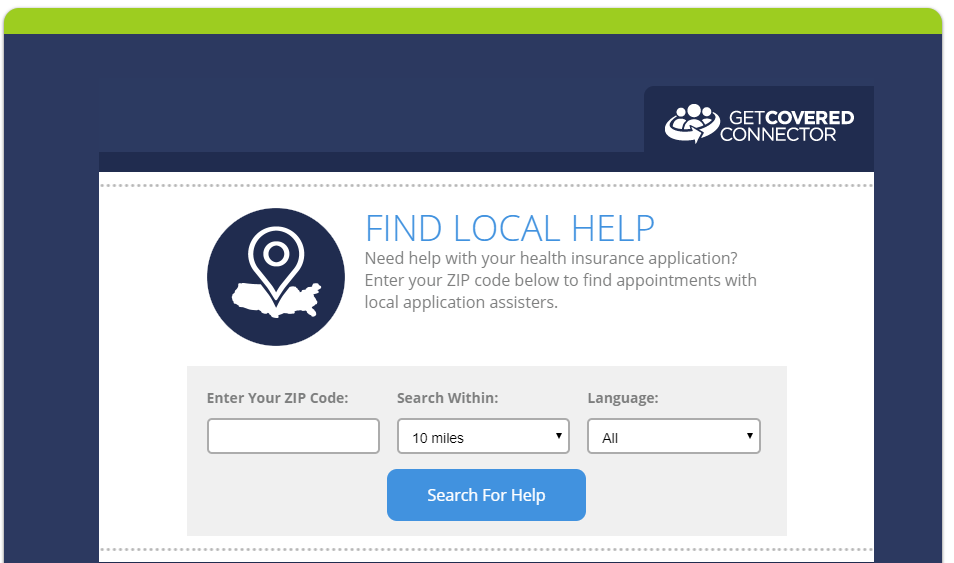 GETCOVERED
CONNECTOR
FIND LOCAL HELP
Need help with your health insurance application?
Enter your ZIP code below to find appointments with
local application assisters.
Enter Your ZIP Code: Search Within: Language:
10 miles All
Search For Help